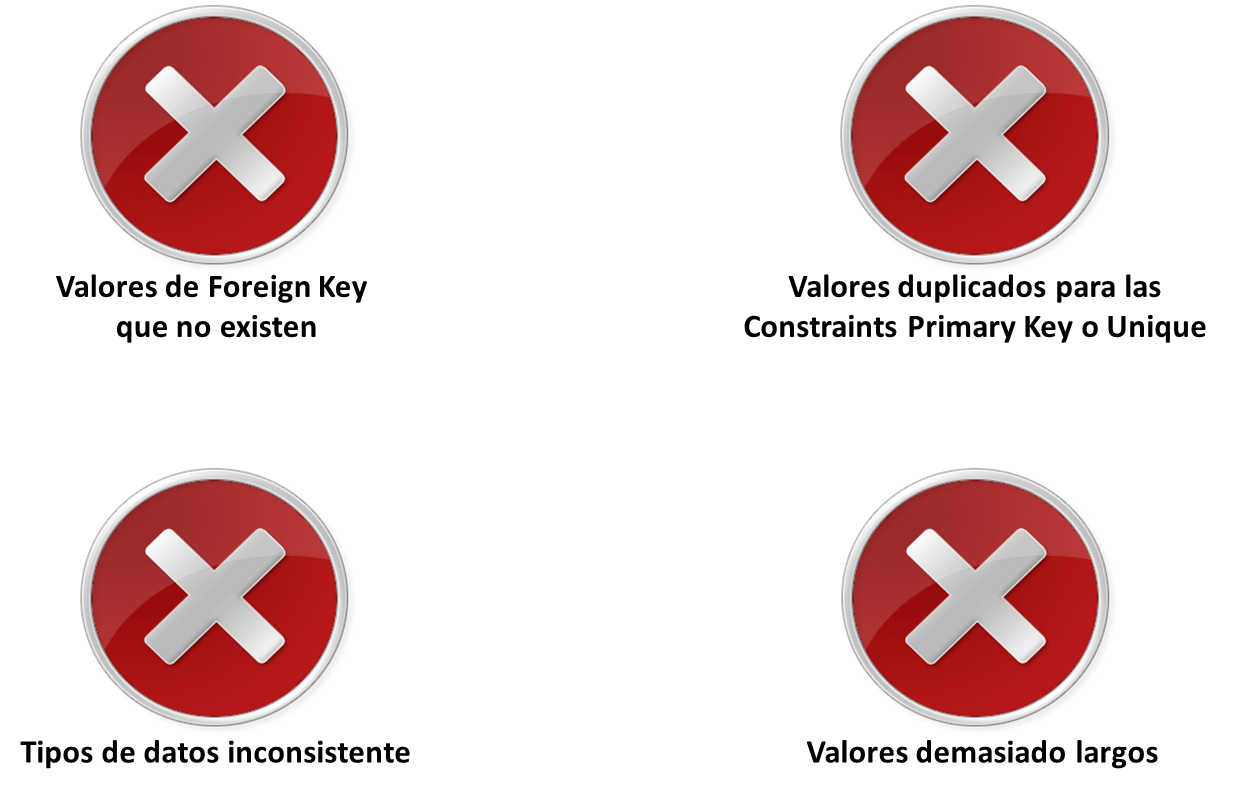 Valores de Foreign Key
que no existen
Valores duplicados para las
Constraints Primary Key o Unique
Tipos de datos inconsistente
Valores demasiado largos